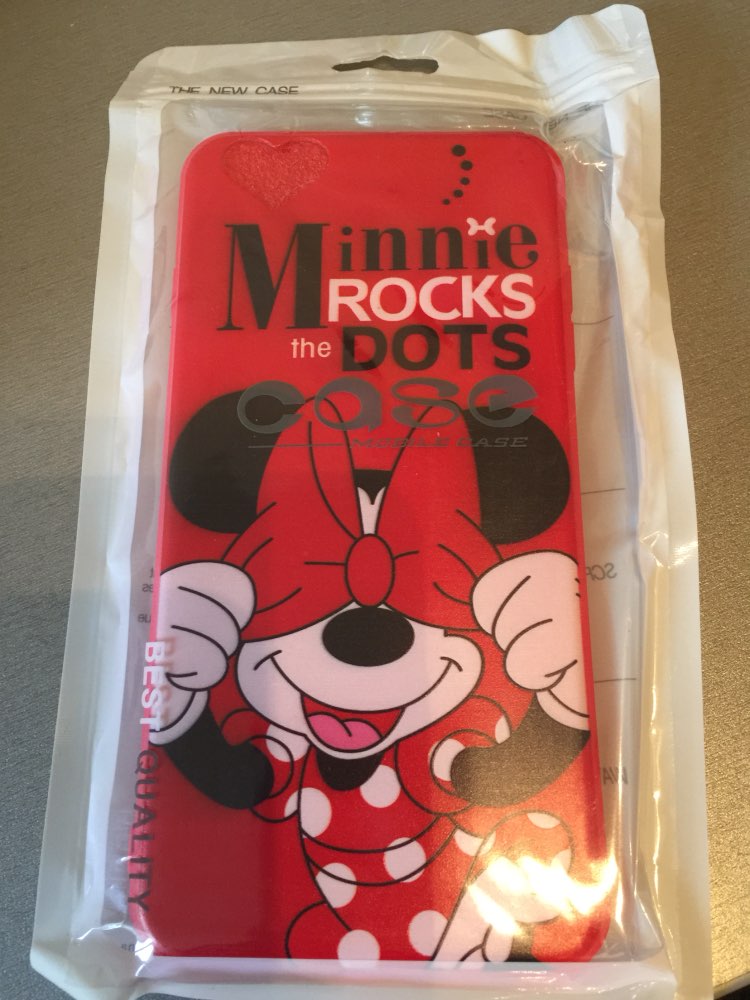 THE NEW CASE
Minnie
ROCKS
the DOTS
case
MOBILE CASE
BEST QUALITY